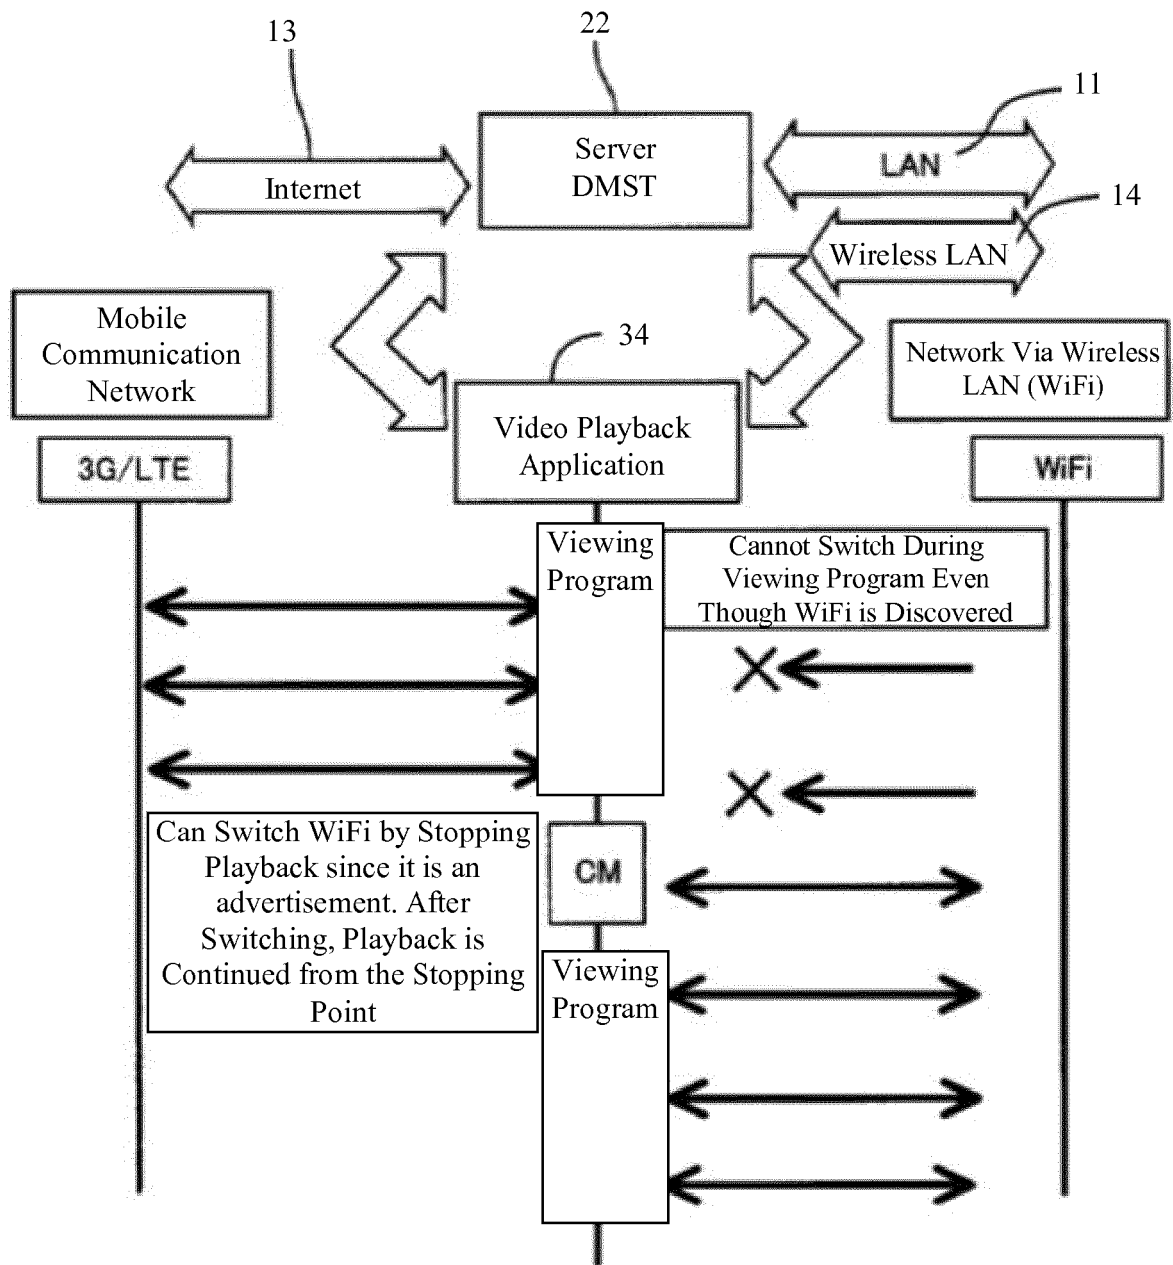 13
22
11
Server
DMST
LAN
Internet
14
Wireless LAN
Mobile
Communication
Network
34
Network Via Wireless
LAN (WiFi)
Video Playback
Application
3G/LTE
WiFi
Viewing
Program
Cannot Switch During
Viewing Program Even
Though WiFi is Discovered
Can Switch WiFi by Stopping
Playback since it is an
advertisement. After
Switching, Playback is
Continued from the Stopping
Point
CM
Viewing
Program